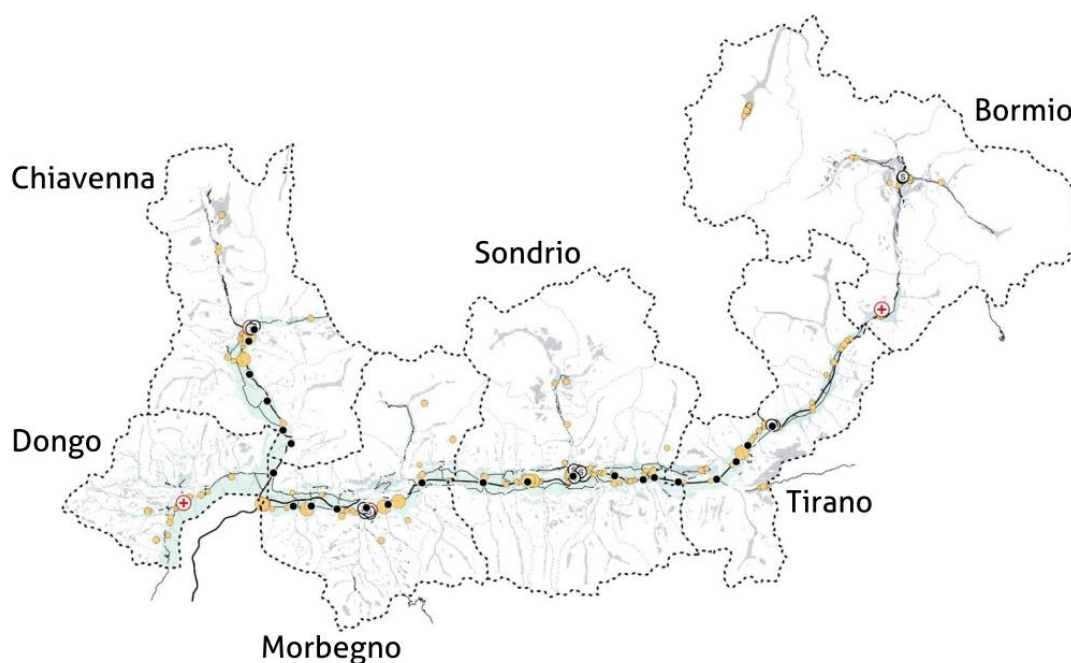 Bormio
Chiavenna
Sondrio
Dongo
Tirano
Morbegno
S
S